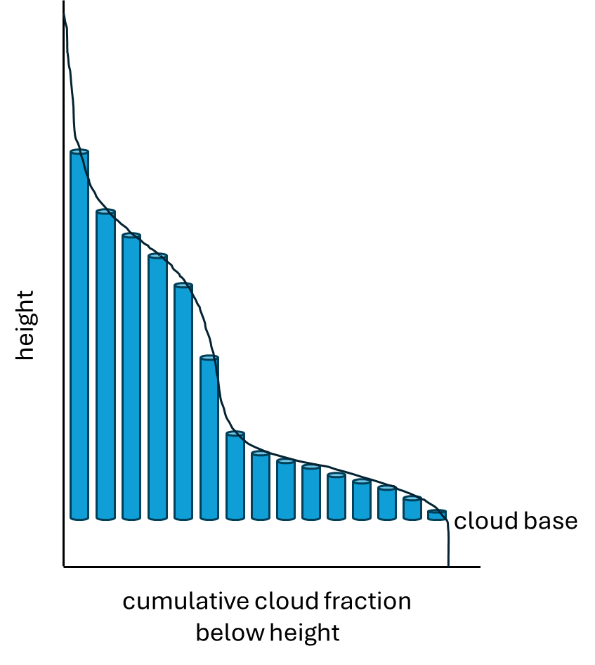 height
cloud base
cumulative cloud fraction
below height